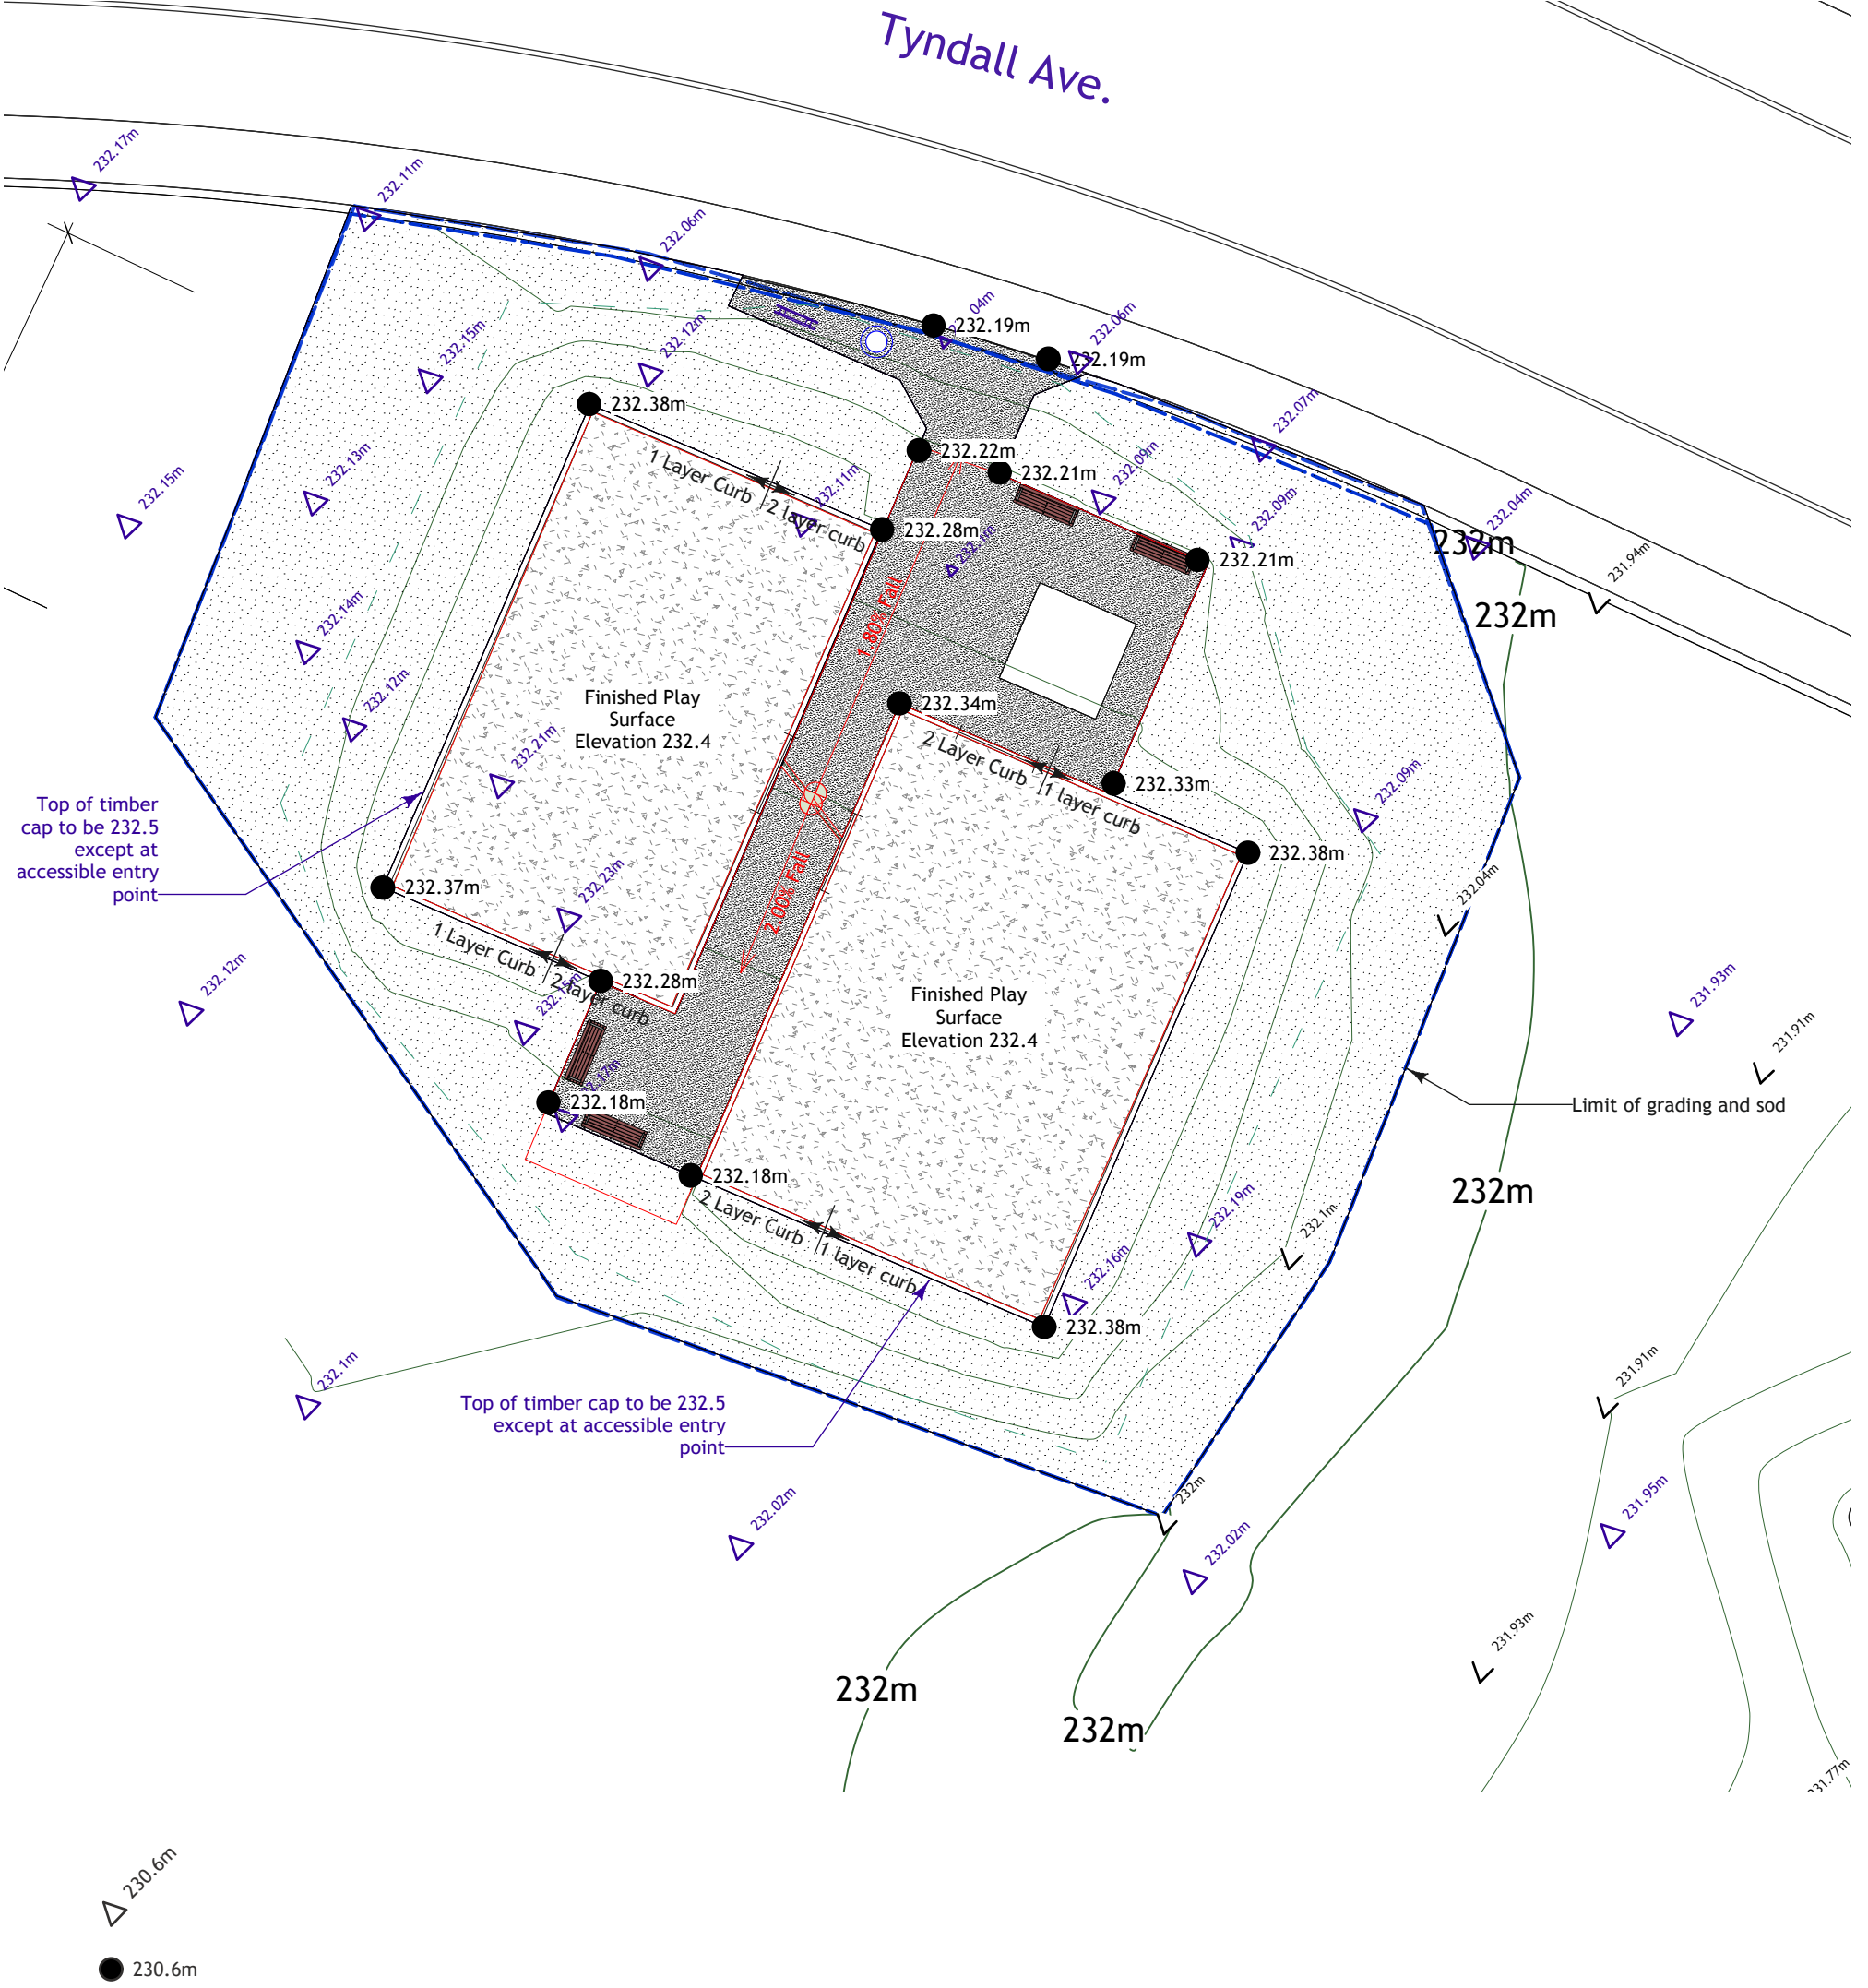 Tyndall Ave.
232.17m
232.11m
232.06m
04m
232.19m
232.06m
232.19m
232.15m
232.12m
232.07m
232.38m
232.22m
232.21m
232.09m
232.13m
232.15m
1 Layer Curb
2 layer curb
232.11m
232.28m
232.09m
232.04m
232m
232.21m
231.94m
232m
1.80% Fall
232.14m
232.12m
232.34m
Finished Play
Surface
Elevation 232.4
232.21m
2 Layer Curb
1 layer curb
232.33m
232.09m
Top of timber
cap to be 232.5
except at
accessible entry
point
232.38m
232.37m
232.23m
2.00% Fall
232.04m
1 Layer Curb
2 layer curb
232.28m
232.12m
232.15m
Finished Play
Surface
Elevation 232.4
231.93m
231.91m
Limit of grading and sod
232.18m
232.18m
2 Layer Curb
1 layer curb
232.19m
232m
232.1m
232.16m
232.38m
232.1m
231.91m
Top of timber cap to be 232.5
except at accessible entry
point
232.02m
232m
232.02m
231.95m
231.93m
232m
232m
231.77m
230.6m
230.6m